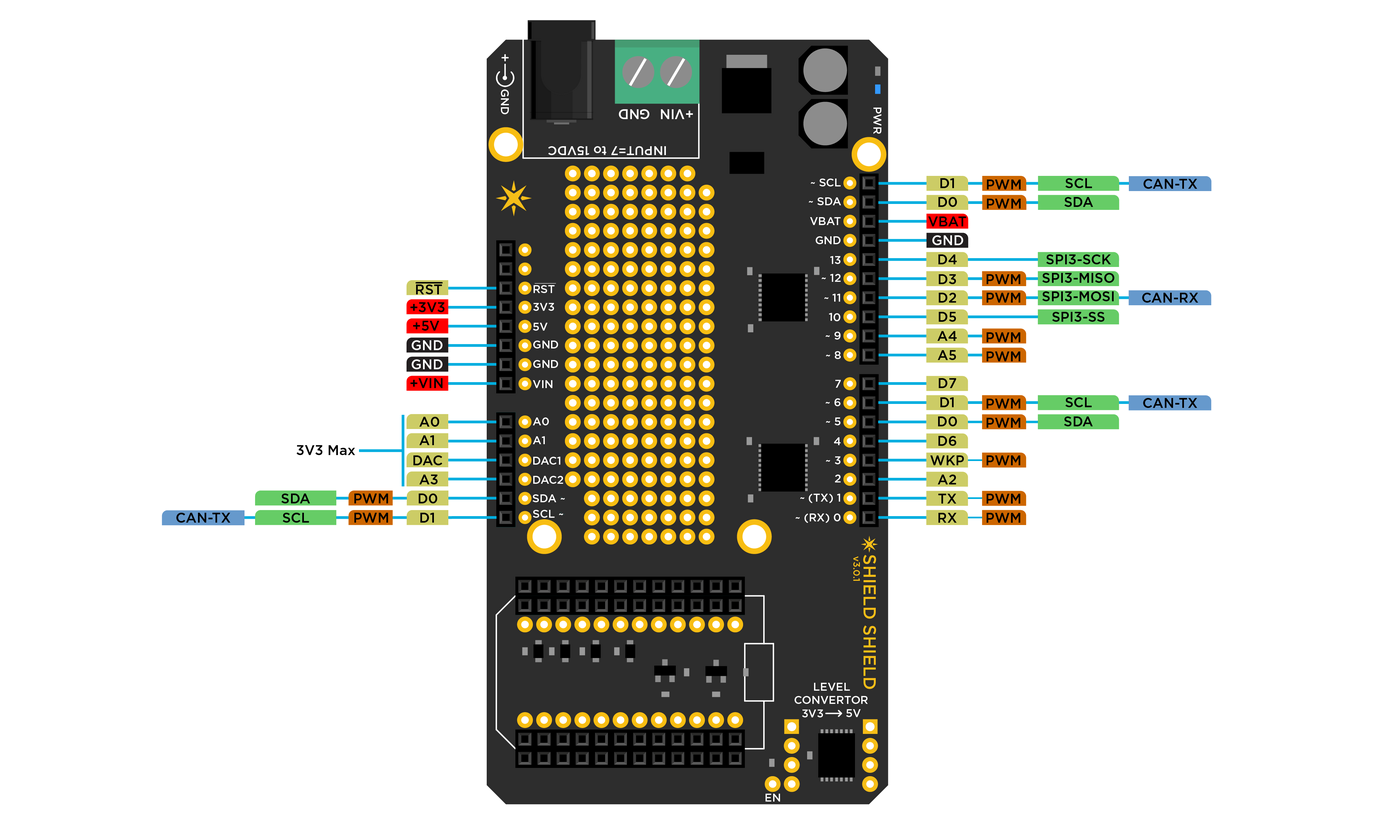 +
GND
GND +VIN
INPUT=7 to 15VDC
PWR
~ SCL D1 PWM SCL CAN-TX
~ SDA D0 PWM SDA
VBAT VBAT
GND GND
13 D4 SPI3-SCK
~ 12 D3 PWM SPI3-MISO
~ 11 D2 PWM SPI3-MOSI CAN-RX
10 D5 SPI3-SS
~ 9 A4 PWM
~ 8 A5 PWM
7 D7
~ 6 D1 PWM SCL CAN-TX
~ 5 D0 PWM SDA
4 D6
~ 3 WKP PWM
2 A2
~ (TX) 1 TX PWM
~ (RX) 0 RX PWM
RST RST
+3V3 3V3
+5V 5V
GND GND
GND GND
+VIN VIN
3V3 Max
A0 A0
A1 A1
DAC DAC1
A3 DAC2
SDA PWM D0 SDA ~
CAN-TX SCL PWM D1 SCL ~
SHIELD SHIELD
v3.0.1
LEVEL
CONVERTOR
3V3→5V
EN